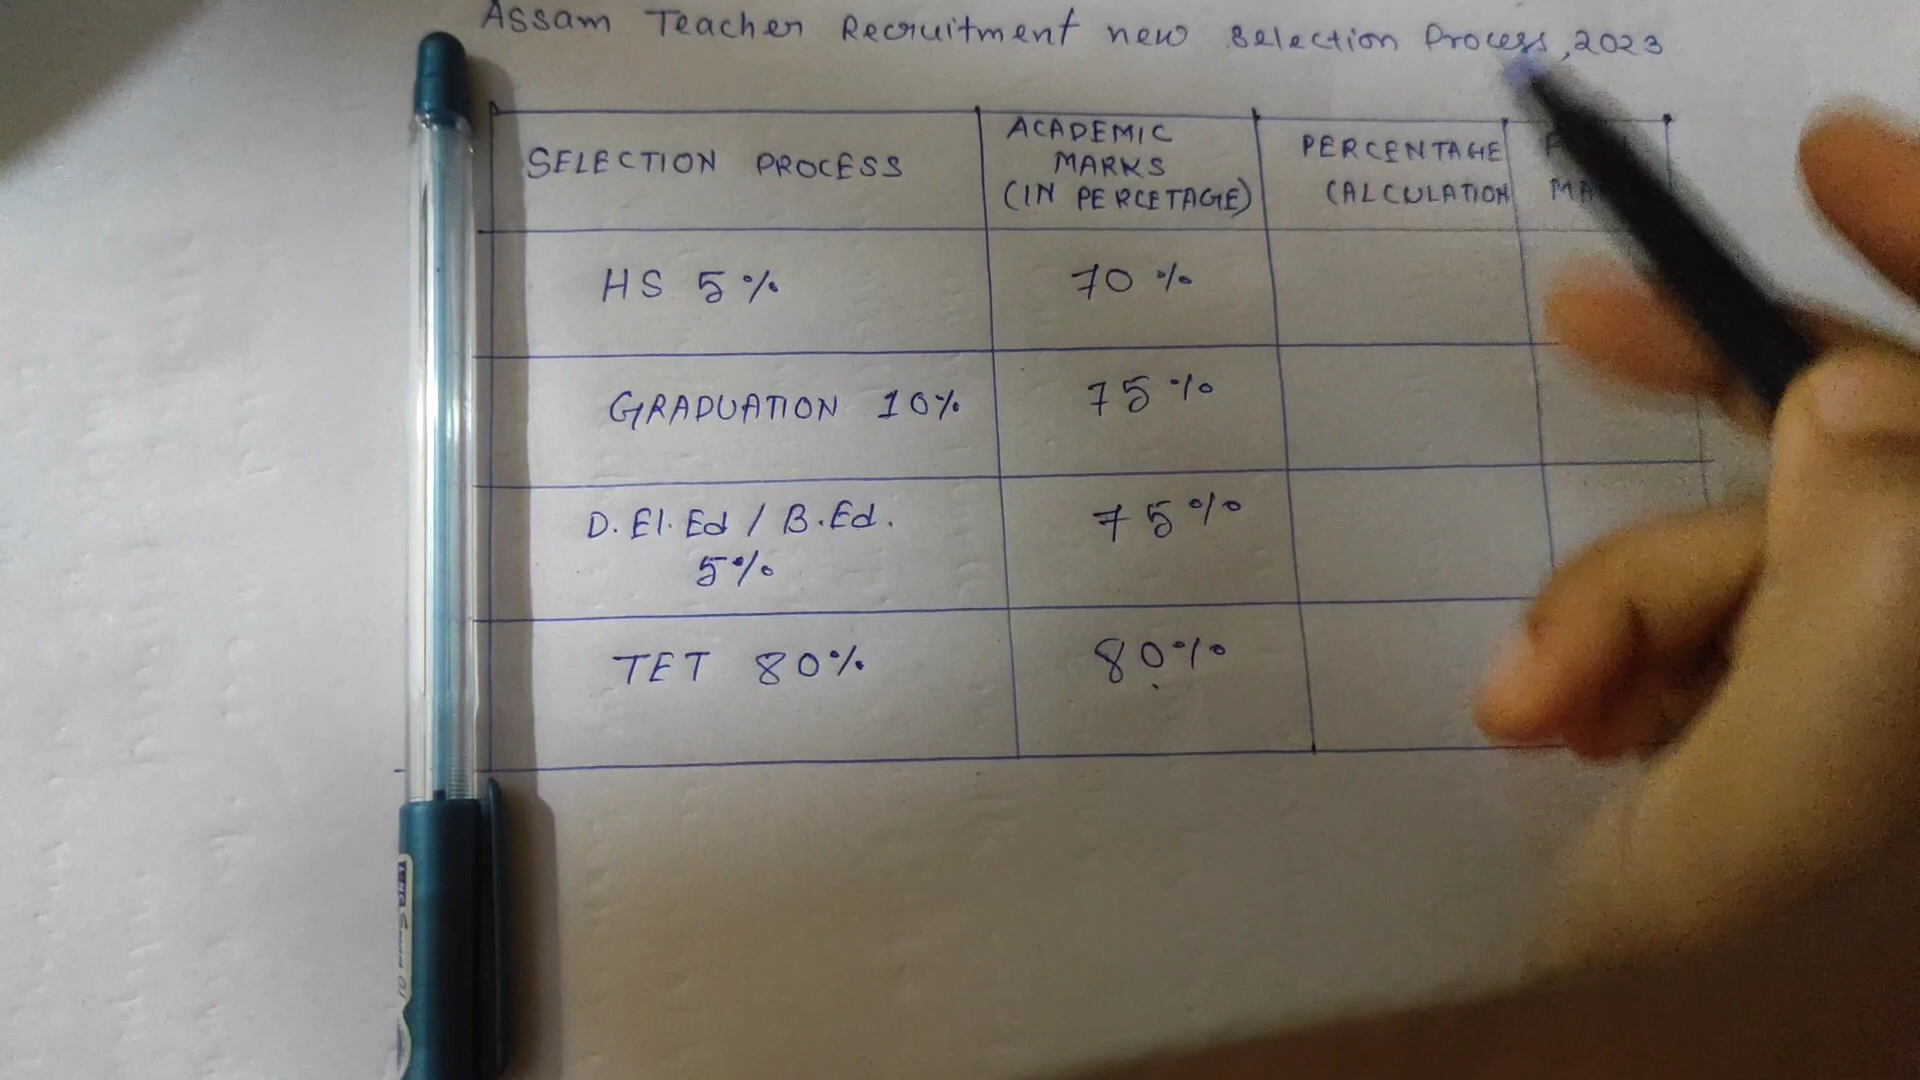 Assam Teacher Recruitment new Selection Process, 2023
SELECTION PROCESS
ACADEMIC
MARKS
(IN PERCETAGE)
PERCENTAGE
CALCULATION
HS 5%
70%
GRADUATION 10%
75%
D. El. Ed / B.Ed.
5%
75%
TET 80%
80%